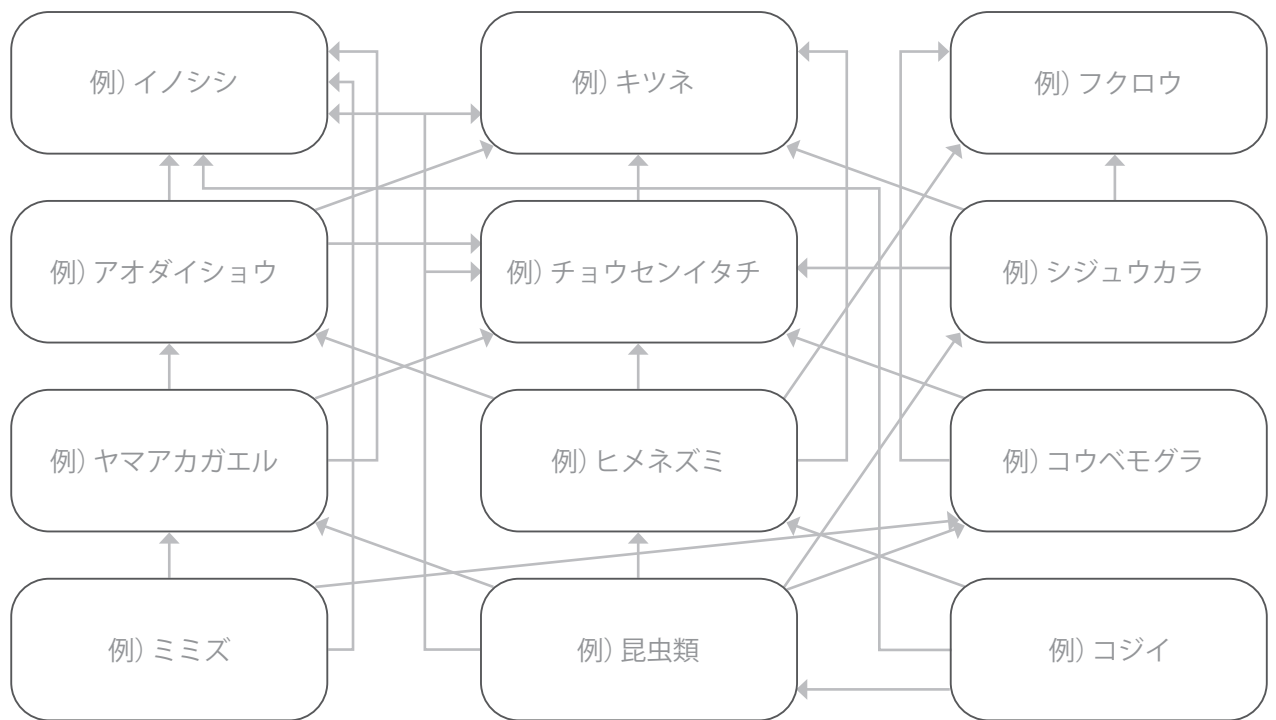 例）イノシシ
例）キツネ
例）フクロウ
例）アオダイショウ
例）チョウセンイタチ
例）シジュウカラ
例）ヤマアカガエル
例）ヒメネズミ
例）コウベモグラ
例）ミミズ
例）昆虫類
例）コジイ